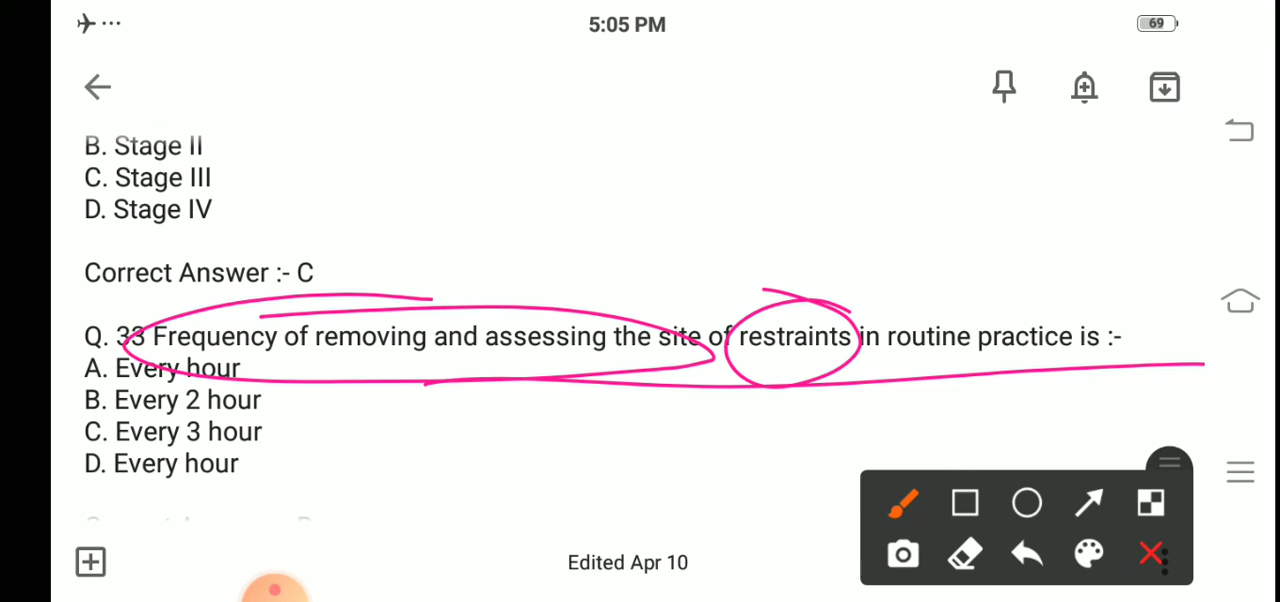 5:05 PM
69
B. Stage II
C. Stage III
D. Stage IV
Correct Answer :- C
Q. 33 Frequency of removing and assessing the site of restraints in routine practice is :-
A. Every hour
B. Every 2 hour
C. Every 3 hour
D. Every hour
Edited Apr 10